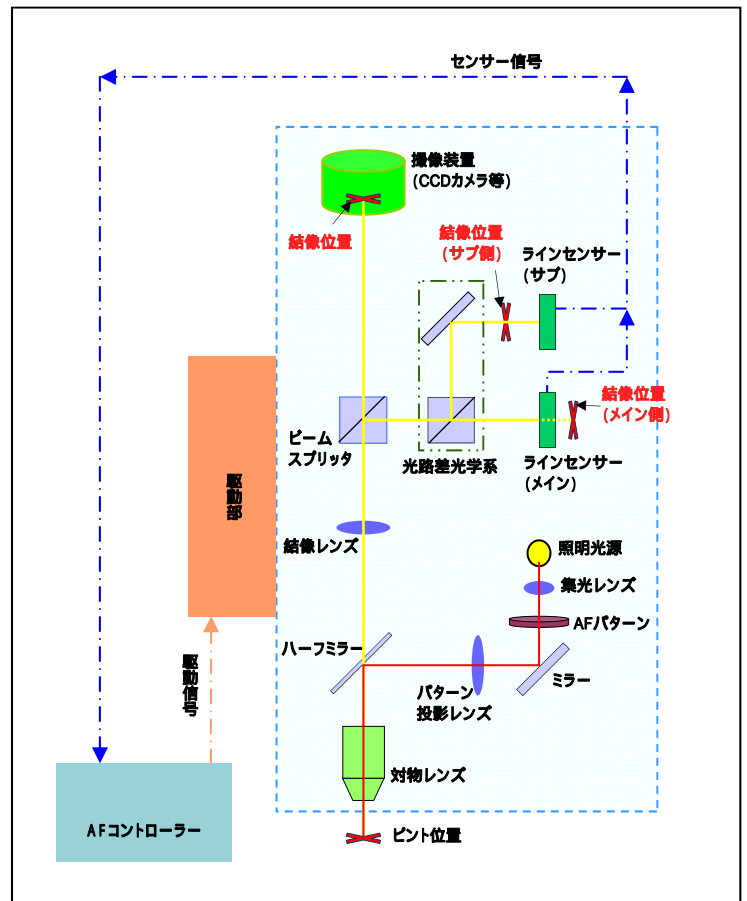 センサー信号
撮像装置
(CCDカメラ等)
結像位置
結像位置
(サブ側)
ラインセンサー
(サブ)
結像位置
(メイン側)
ビーム
スプリッタ
光路差光学系
ラインセンサー
(メイン)
駆動部
結像レンズ
照明光源
集光レンズ
AFパターン
ハーフミラー
ミラー
パターン
投影レンズ
駆動信号
対物レンズ
AFコントローラー
ピント位置